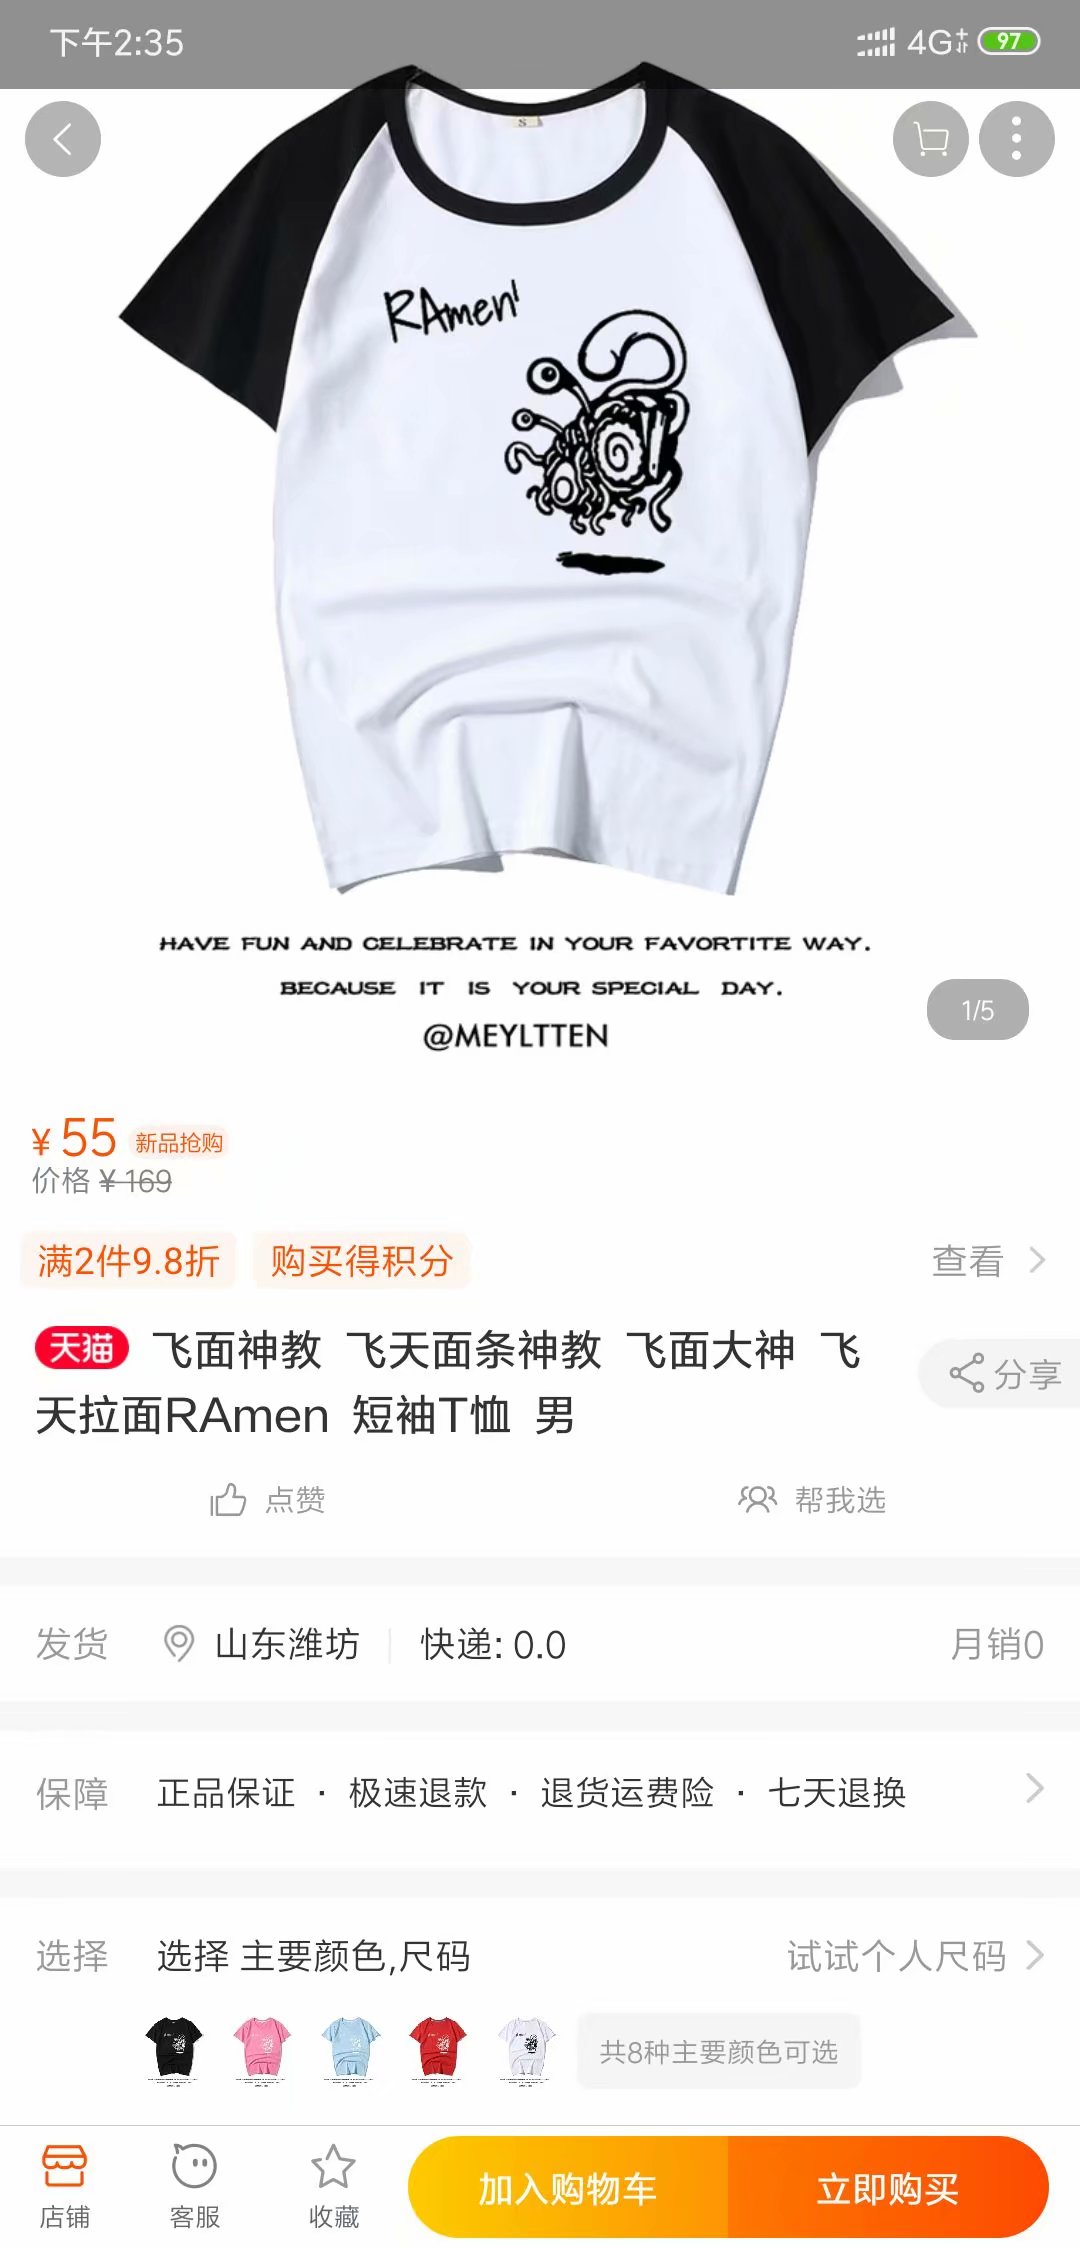 下午2:35
4G+
97
S
RAmen'
HAVE FUN AND CELEBRATE IN YOUR FAVORTITE WAY.
BECAUSE IT IS YOUR SPECIAL DAY.
@MEYLTTEN
1/5
¥55 新品抢购
价格 ¥169
满2件9.8折 购买得积分 查看
天猫 飞面神教 飞天面条神教 飞面大神 飞
天拉面RAmen 短袖T恤 男
分享
点赞 帮我选
发货 山东潍坊 快递: 0.0 月销0
保障 正品保证 · 极速退款 · 退货运费险 · 七天退换
选择 选择 主要颜色,尺码 试试个人尺码
共8种主要颜色可选
店铺 客服 收藏 加入购物车 立即购买